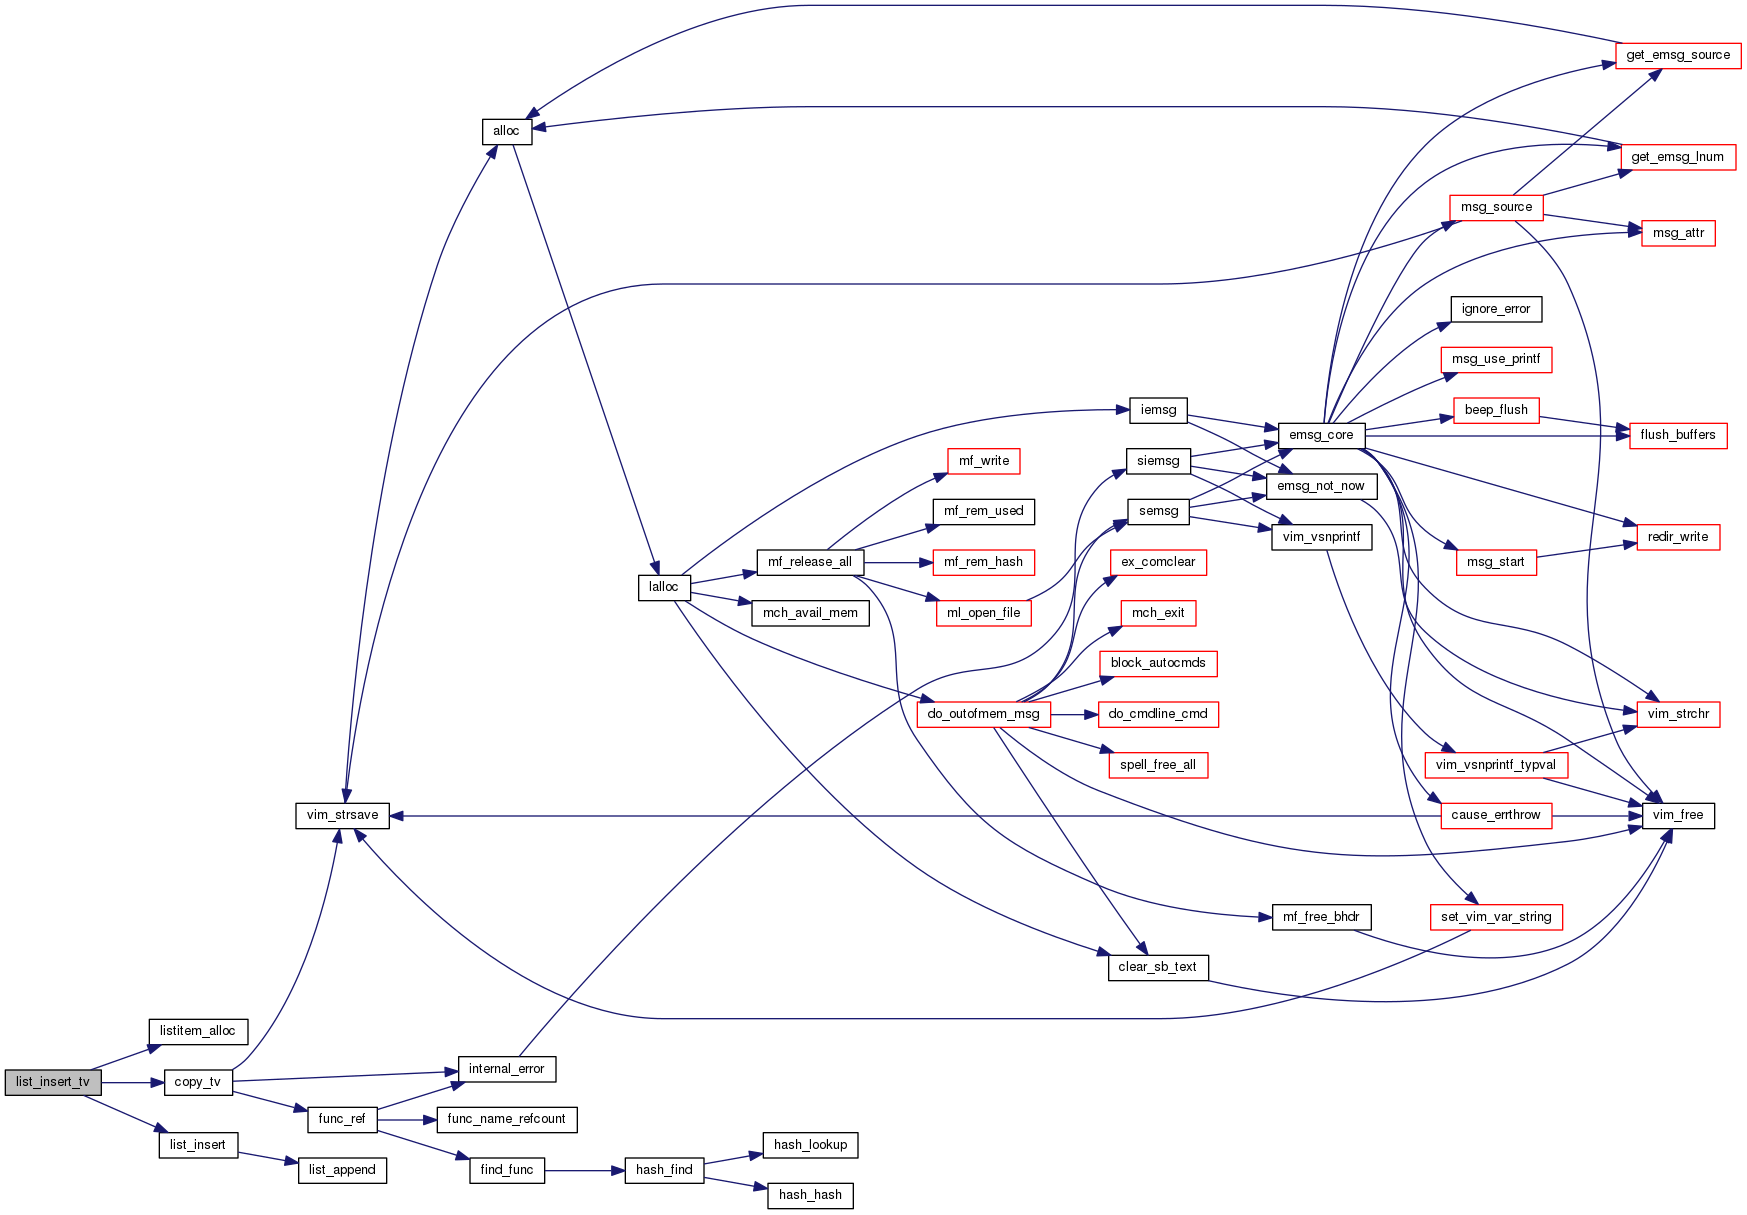 get_emsg_source
alloc
get_emsg_lnum
msg_source
msg_attr
ignore_error
msg_use_printf
iemsg
beep_flush
emsg_core
flush_buffers
mf_write
siemsg
emsg_not_now
mf_rem_used
semsg
vim_vsnprintf
redir_write
mf_release_all
mf_rem_hash
ex_comclear
msg_start
lalloc
mch_avail_mem
ml_open_file
mch_exit
block_autocmds
do_outofmem_msg
do_cmdline_cmd
vim_strchr
spell_free_all
vim_vsnprintf_typval
vim_strsave
cause_errthrow
vim_free
mf_free_bhdr
set_vim_var_string
clear_sb_text
listitem_alloc
internal_error
list_insert_tv
copy_tv
func_ref
func_name_refcount
list_insert
hash_lookup
list_append
find_func
hash_find
hash_hash